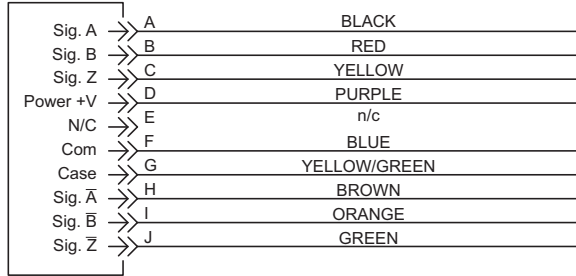 Sig. A A BLACK
Sig. B B RED
Sig. Z C YELLOW
Power +V D PURPLE
N/C E n/c
Com F BLUE
Case G YELLOW/GREEN
Sig. A̅ H BROWN
Sig. B̅ I ORANGE
Sig. Z̅ J GREEN